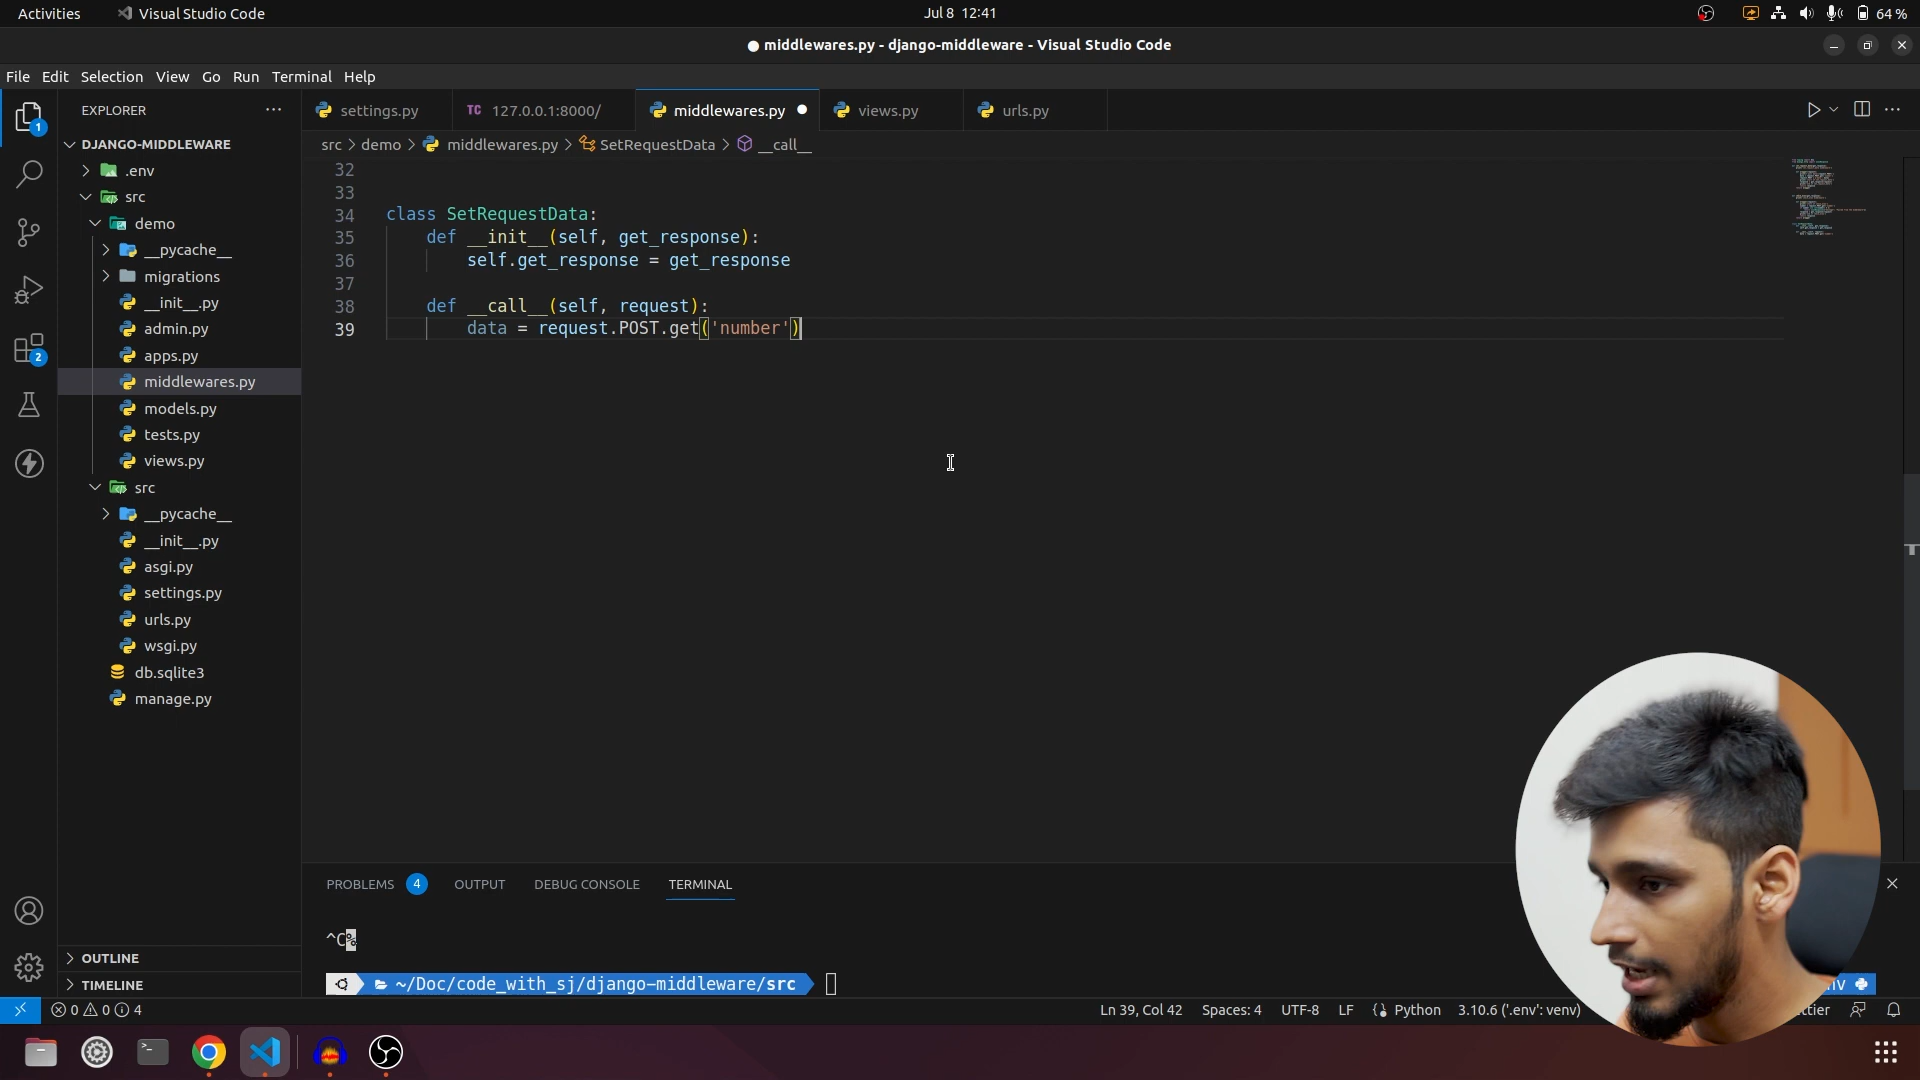 Activities
Visual Studio Code
Jul 8 12:41
64 %
● middlewares.py - django-middleware - Visual Studio Code
File Edit Selection View Go Run Terminal Help
1
2
EXPLORER
DJANGO-MIDDLEWARE
.env
src
demo
__pycache__
migrations
__init__.py
admin.py
apps.py
middlewares.py
models.py
tests.py
views.py
src
__pycache__
__init__.py
asgi.py
settings.py
urls.py
wsgi.py
db.sqlite3
manage.py
OUTLINE
TIMELINE
settings.py
TC 127.0.0.1:8000/
middlewares.py
views.py
urls.py
src > demo > middlewares.py > SetRequestData > __call__
32
33
34 class SetRequestData:
35 def __init__(self, get_response):
36 self.get_response = get_response
37
38 def __call__(self, request):
39 data = request.POST.get('number')
PROBLEMS 4 OUTPUT DEBUG CONSOLE TERMINAL
^C%
~/Doc/code_with_sj/django-middleware/src
0 0 4
Ln 39, Col 42 Spaces: 4 UTF-8 LF Python 3.10.6 ('.env': venv)